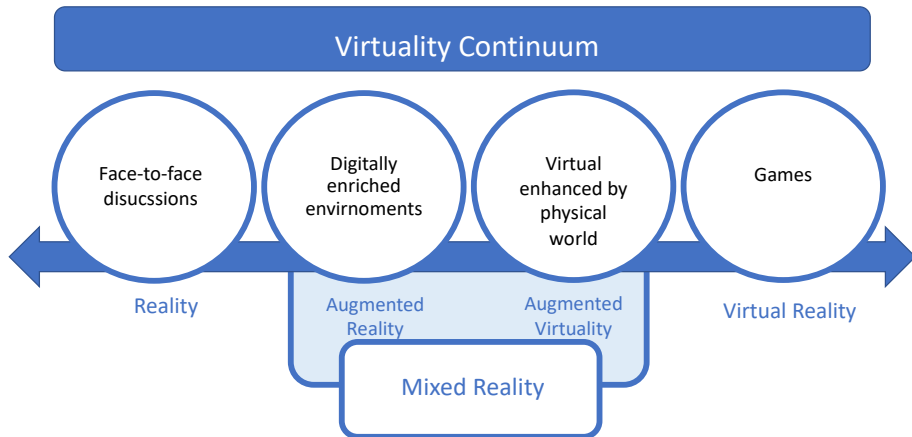 Virtuality Continuum
Face-to-face
disucssions
Digitally
enriched
envirnoments
Virtual
enhanced by
physical
world
Games
Reality
Augmented
Reality
Augmented
Virtuality
Virtual Reality
Mixed Reality